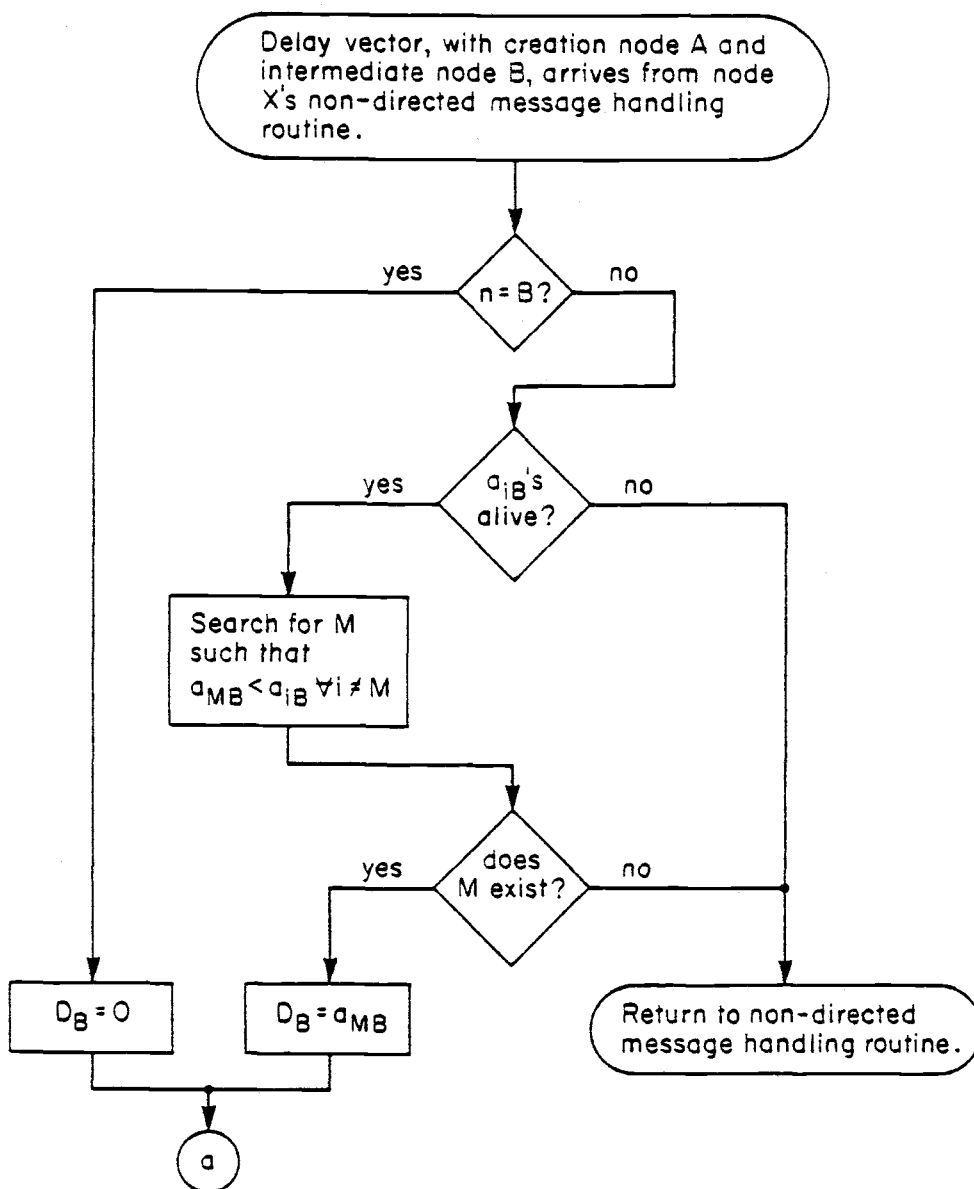 Delay vector, with creation node A and
intermediate node B, arrives from node
X's non-directed message handling
routine.
yes
no
n=B?
yes
no
a_iB's
alive?
Search for M
such that
a_MB < a_iB ∀i ≠ M
yes
no
does
M exist?
D_B = 0
D_B = a_MB
Return to non-directed
message handling routine.
a